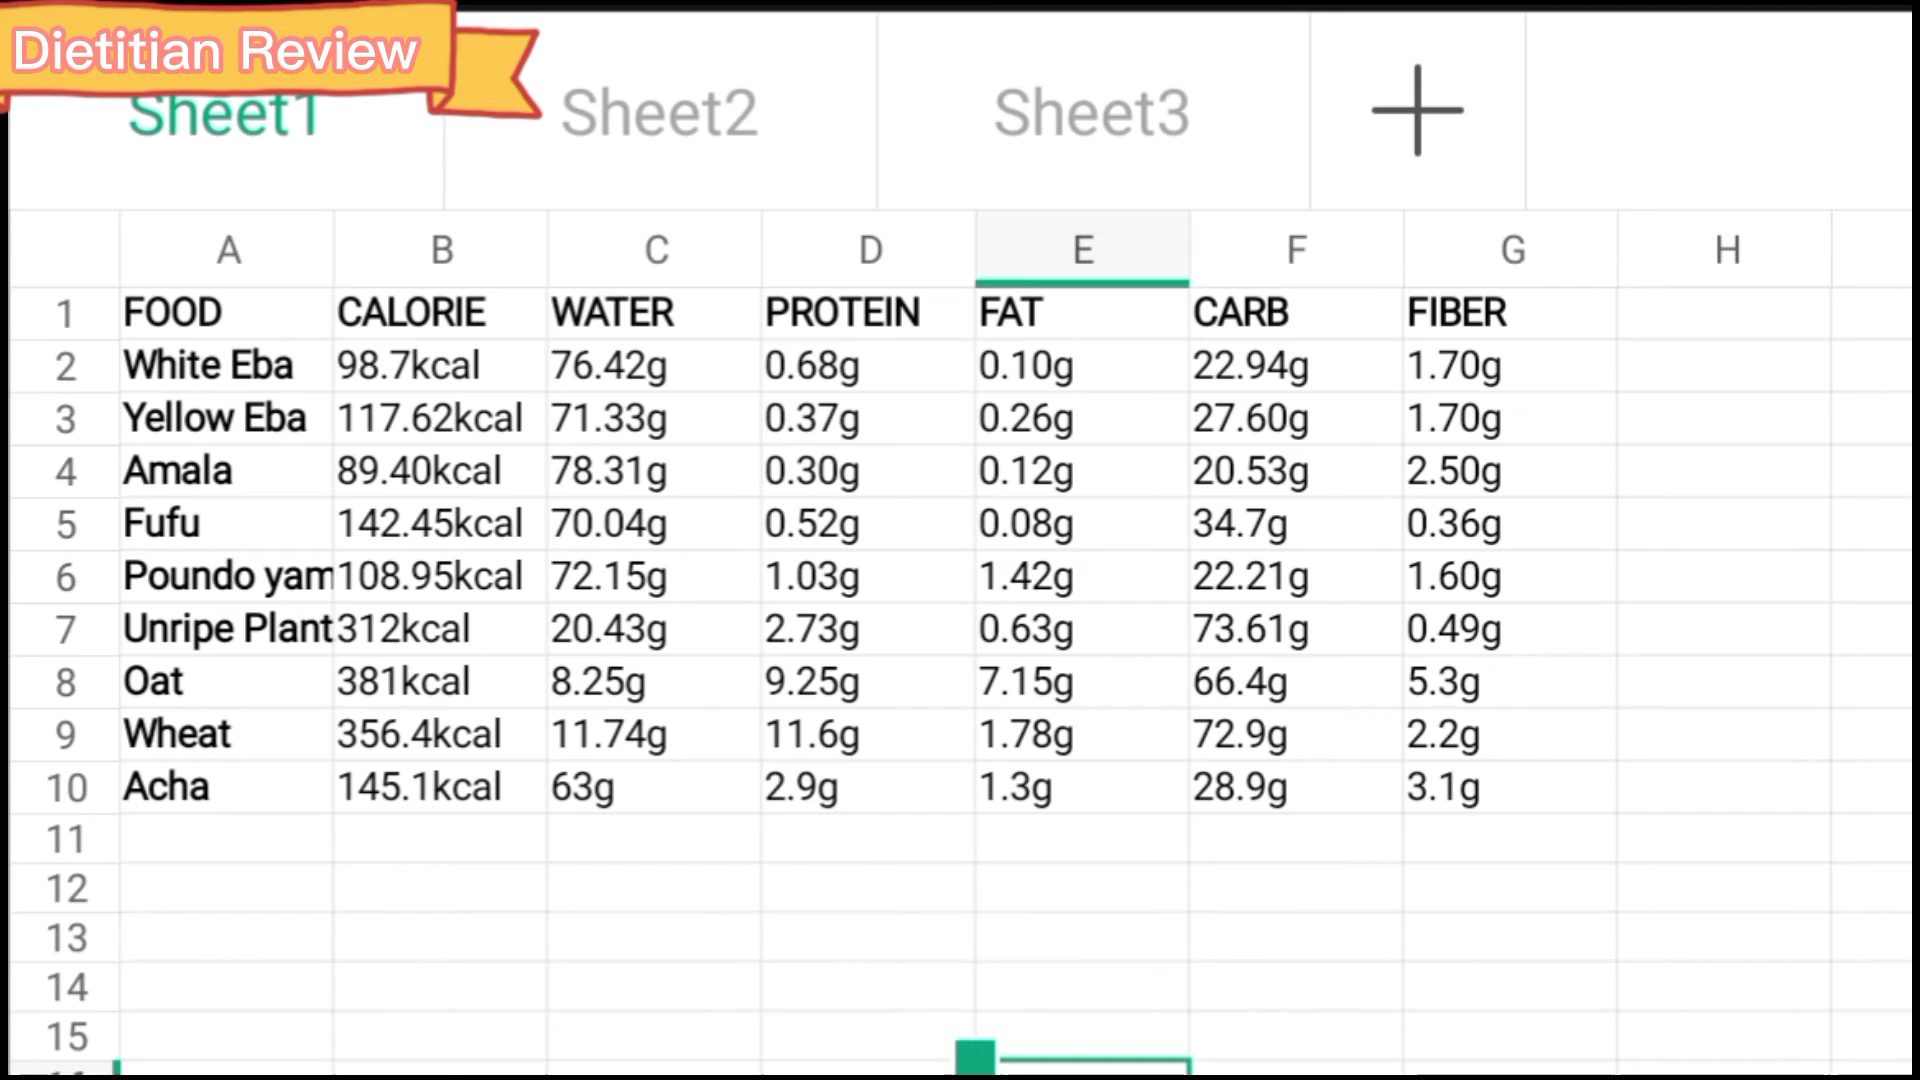 Dietitian Review
Sheet1 Sheet2 Sheet3
A B C D E F G H
1 FOOD CALORIE WATER PROTEIN FAT CARB FIBER
2 White Eba 98.7kcal 76.42g 0.68g 0.10g 22.94g 1.70g
3 Yellow Eba 117.62kcal 71.33g 0.37g 0.26g 27.60g 1.70g
4 Amala 89.40kcal 78.31g 0.30g 0.12g 20.53g 2.50g
5 Fufu 142.45kcal 70.04g 0.52g 0.08g 34.7g 0.36g
6 Poundo yam 108.95kcal 72.15g 1.03g 1.42g 22.21g 1.60g
7 Unripe Plant 312kcal 20.43g 2.73g 0.63g 73.61g 0.49g
8 Oat 381kcal 8.25g 9.25g 7.15g 66.4g 5.3g
9 Wheat 356.4kcal 11.74g 11.6g 1.78g 72.9g 2.2g
10 Acha 145.1kcal 63g 2.9g 1.3g 28.9g 3.1g
11
12
13
14
15